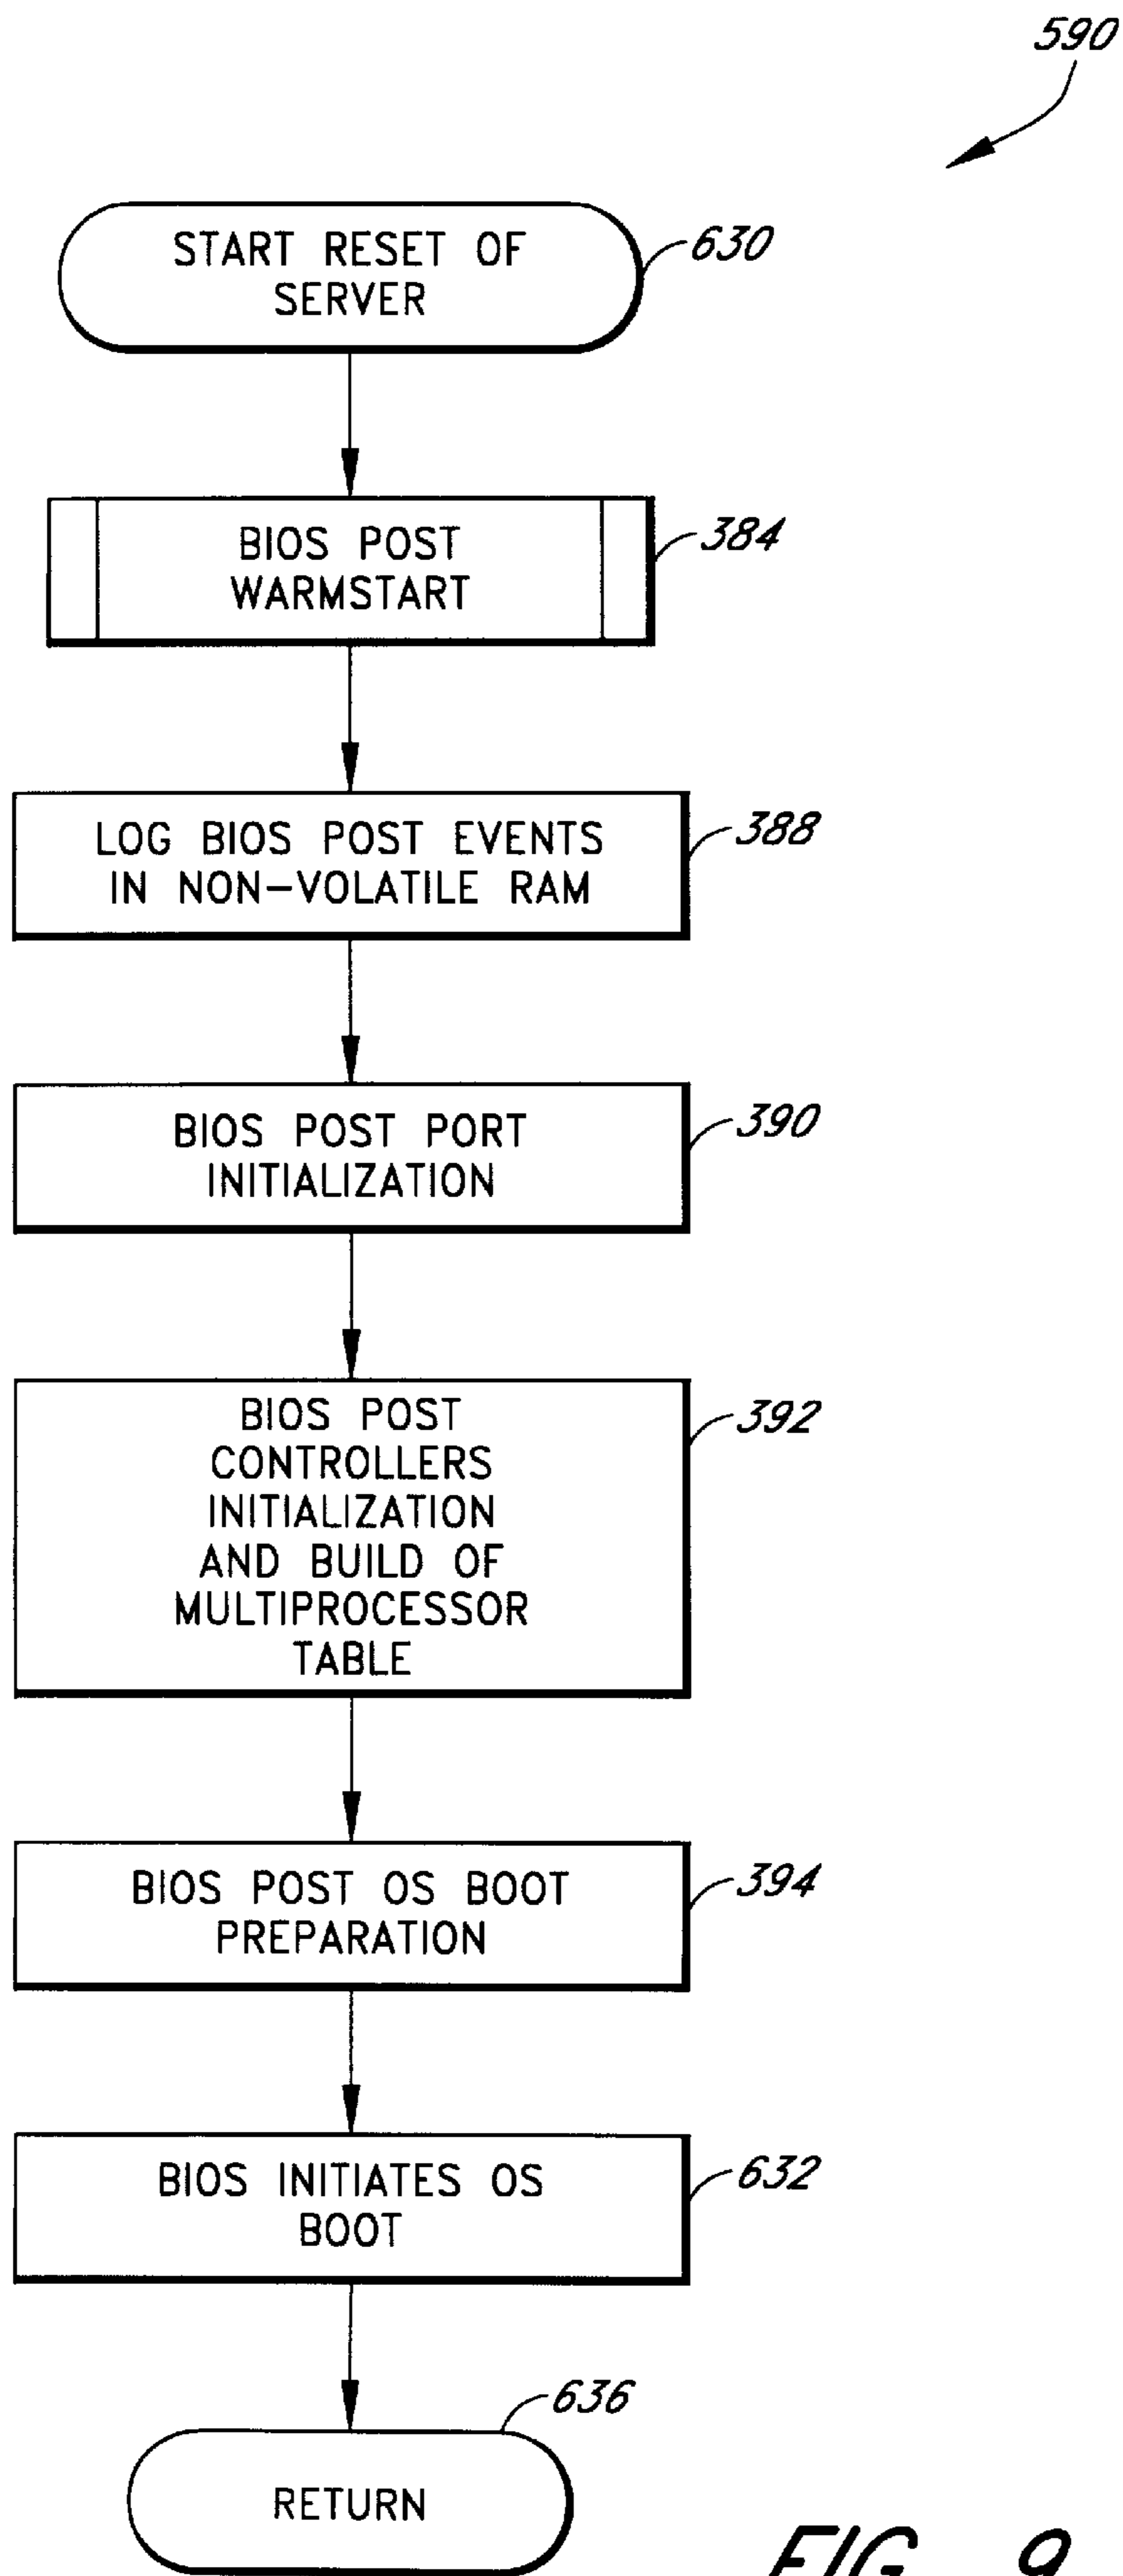 590
START RESET OF
SERVER
630
BIOS POST
WARMSTART
384
LOG BIOS POST EVENTS
IN NON-VOLATILE RAM
388
BIOS POST PORT
INITIALIZATION
390
BIOS POST
CONTROLLERS
INITIALIZATION
AND BUILD OF
MULTIPROCESSOR
TABLE
392
BIOS POST OS BOOT
PREPARATION
394
BIOS INITIATES OS
BOOT
632
636
RETURN
FIG. 9